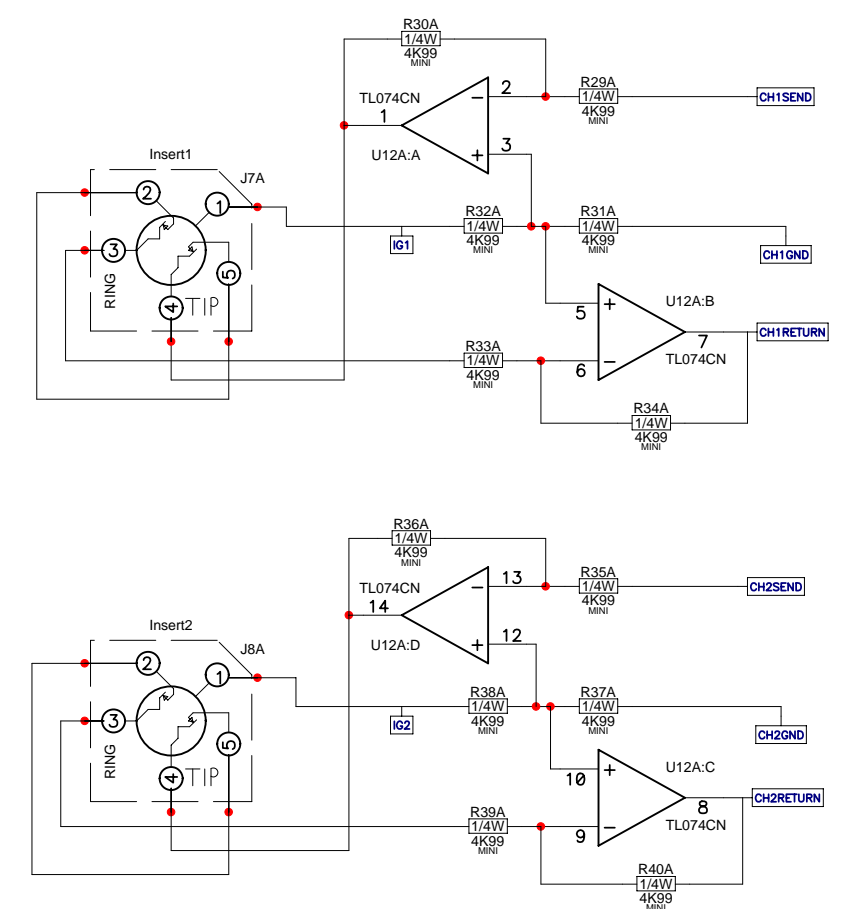 R30A
1/4W
4K99
MINI
TL074CN
1
2
3
U12A:A
R29A
1/4W
4K99
MINI
CH1SEND
Insert1
J7A
2
1
3
5
4
RING
TIP
IG1
R32A
1/4W
4K99
MINI
R31A
1/4W
4K99
MINI
CH1GND
5
6
7
U12A:B
TL074CN
CH1RETURN
R33A
1/4W
4K99
MINI
R34A
1/4W
4K99
MINI
R36A
1/4W
4K99
MINI
TL074CN
14
13
12
U12A:D
R35A
1/4W
4K99
MINI
CH2SEND
Insert2
J8A
2
1
3
5
4
RING
TIP
IG2
R38A
1/4W
4K99
MINI
R37A
1/4W
4K99
MINI
CH2GND
10
9
8
U12A:C
TL074CN
CH2RETURN
R39A
1/4W
4K99
MINI
R40A
1/4W
4K99
MINI